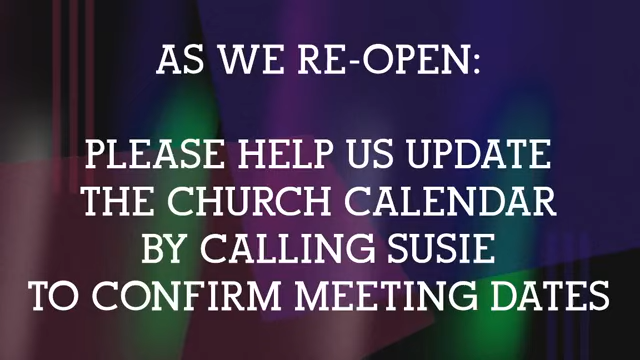 AS WE RE-OPEN:
PLEASE HELP US UPDATE
THE CHURCH CALENDAR
BY CALLING SUSIE
TO CONFIRM MEETING DATES